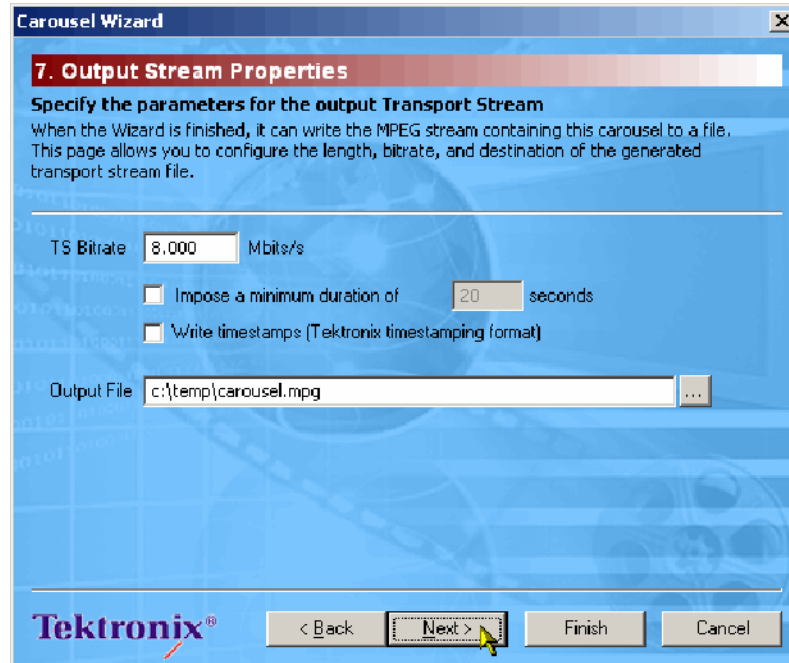 Carousel Wizard
7. Output Stream Properties
Specify the parameters for the output Transport Stream
When the Wizard is finished, it can write the MPEG stream containing this carousel to a file.
This page allows you to configure the length, bitrate, and destination of the generated
transport stream file.
TS Bitrate 8.000 Mbits/s
Impose a minimum duration of 20 seconds
Write timestamps (Tektronix timestamping format)
Output File c:\temp\carousel.mpg ...
Tektronix® < Back Next > Finish Cancel